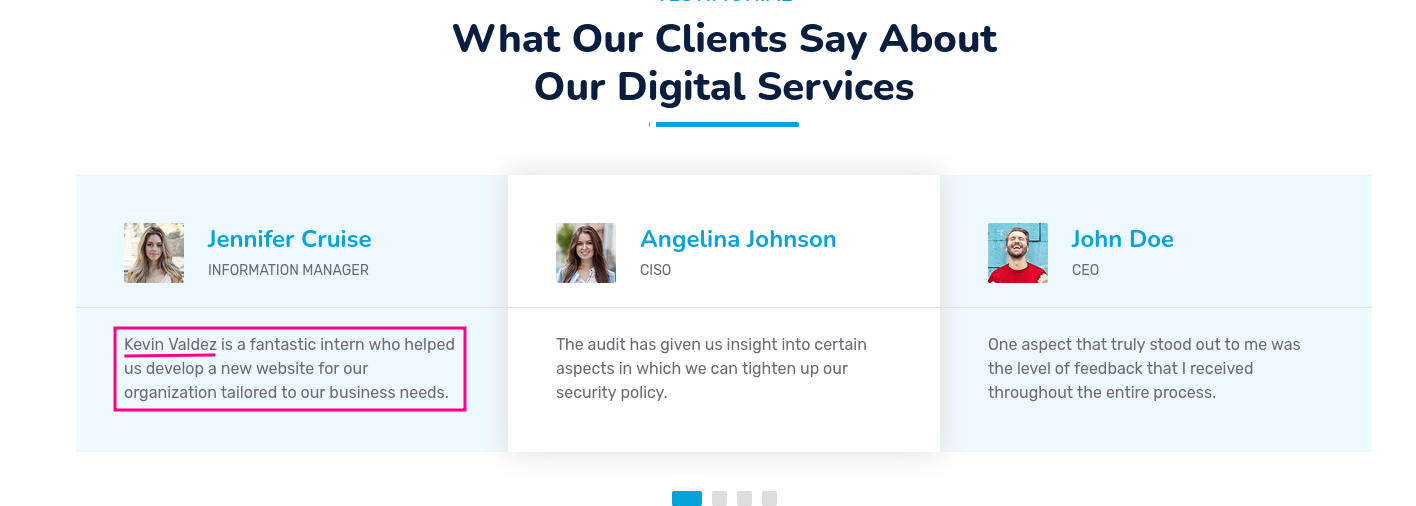 What Our Clients Say About
Our Digital Services
Jennifer Cruise
INFORMATION MANAGER
Kevin Valdez is a fantastic intern who helped
us develop a new website for our
organization tailored to our business needs.
Angelina Johnson
CISO
The audit has given us insight into certain
aspects in which we can tighten up our
security policy.
John Doe
CEO
One aspect that truly stood out to me was
the level of feedback that I received
throughout the entire process.